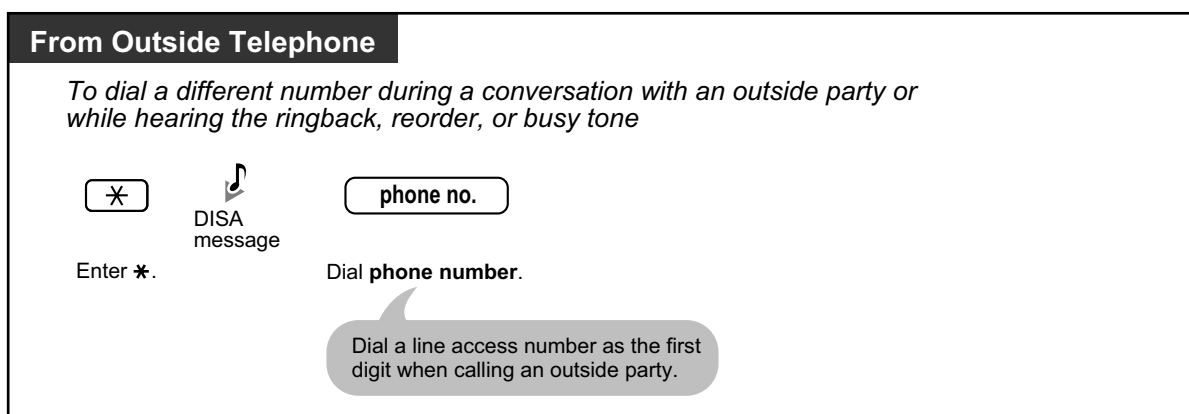 From Outside Telephone
To dial a different number during a conversation with an outside party or
while hearing the ringback, reorder, or busy tone
*
phone no.
DISA
message
Enter *.
Dial phone number.
Dial a line access number as the first
digit when calling an outside party.